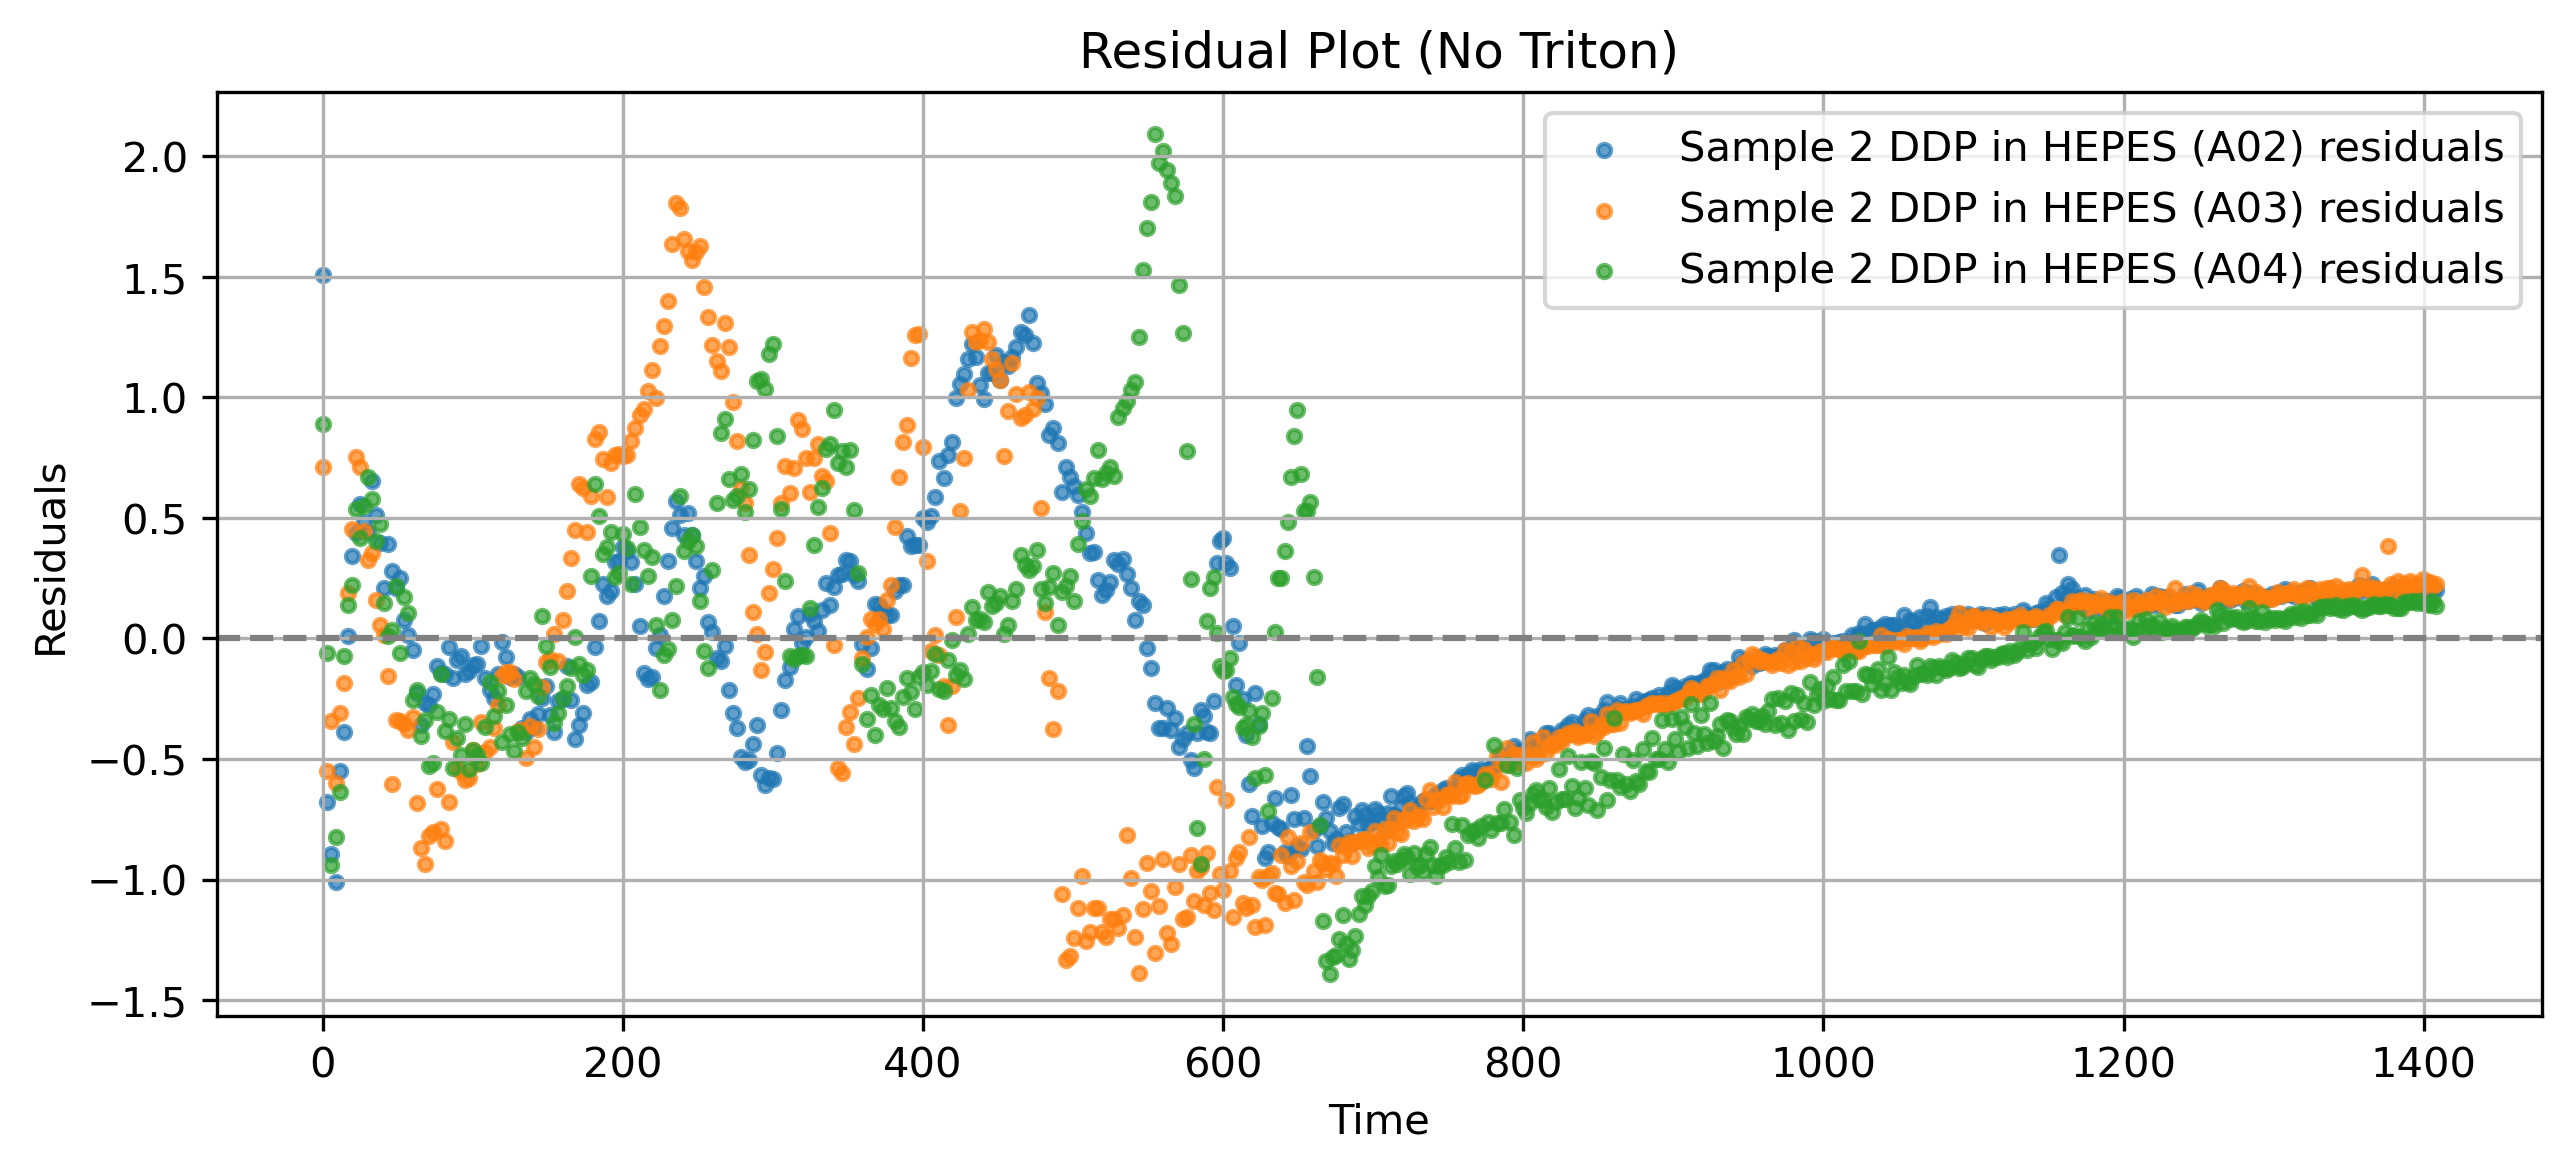 Residual Plot (No Triton)
Sample 2 DDP in HEPES (A02) residuals
Sample 2 DDP in HEPES (A03) residuals
Sample 2 DDP in HEPES (A04) residuals
Residuals
2.0
1.5
1.0
0.5
0.0
−0.5
−1.0
−1.5
0 200 400 600 800 1000 1200 1400
Time